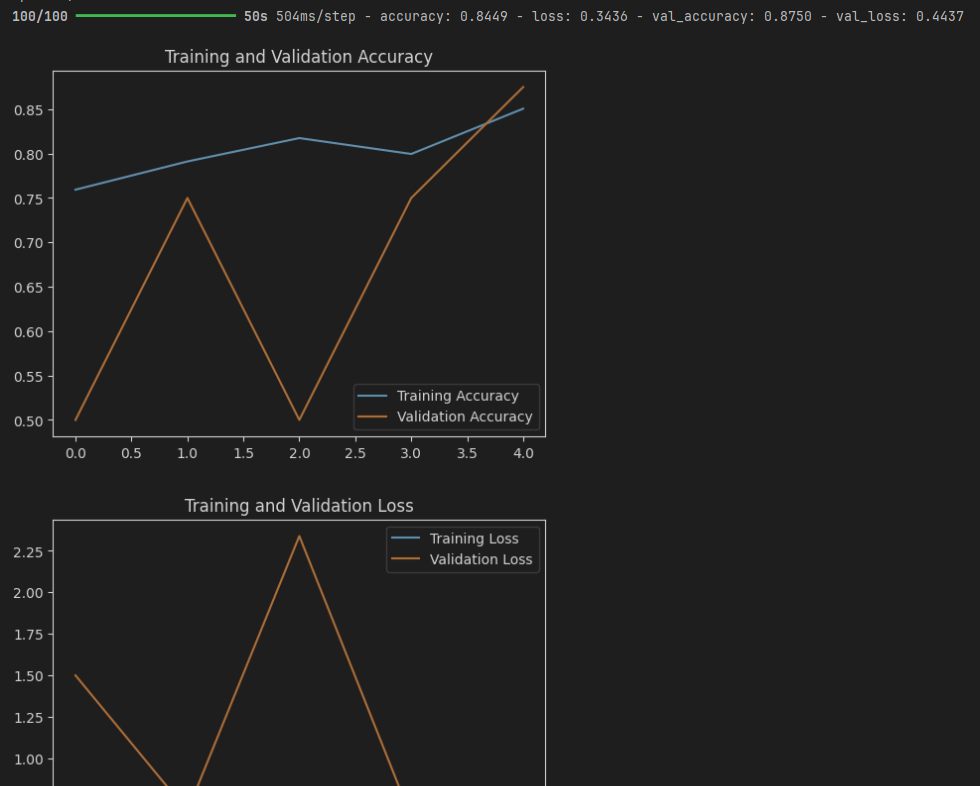 100/100 50s 504ms/step - accuracy: 0.8449 - loss: 0.3436 - val_accuracy: 0.8750 - val_loss: 0.4437
Training and Validation Accuracy
0.85
0.80
0.75
0.70
0.65
0.60
0.55
0.50
Training Accuracy
Validation Accuracy
0.0 0.5 1.0 1.5 2.0 2.5 3.0 3.5 4.0
Training and Validation Loss
Training Loss
Validation Loss
2.25
2.00
1.75
1.50
1.25
1.00